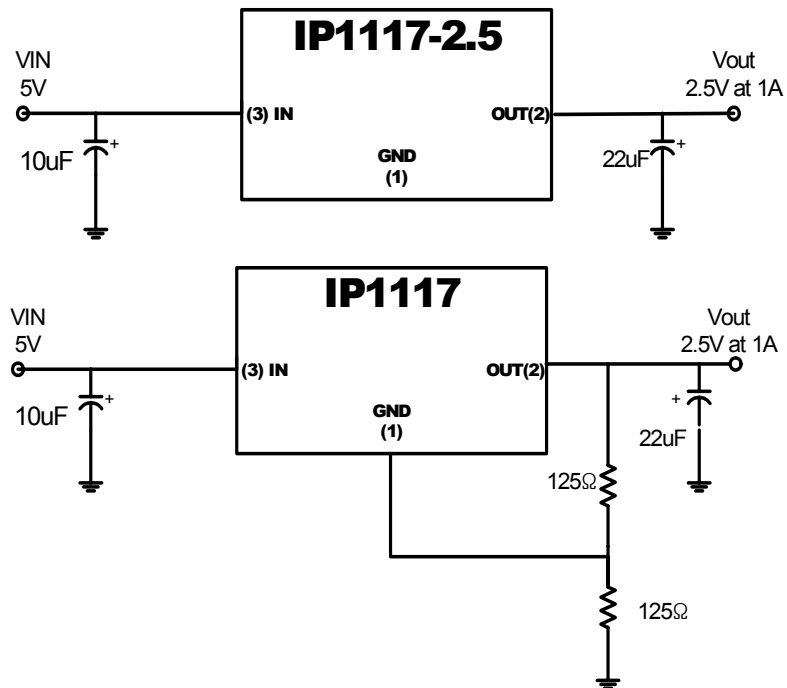 IP1117-2.5
VIN
5V
Vout
2.5V at 1A
(3) IN
OUT(2)
GND
(1)
+
10uF
+
22uF
IP1117
VIN
5V
Vout
2.5V at 1A
(3) IN
OUT(2)
GND
(1)
+
10uF
+
22uF
125Ω
125Ω